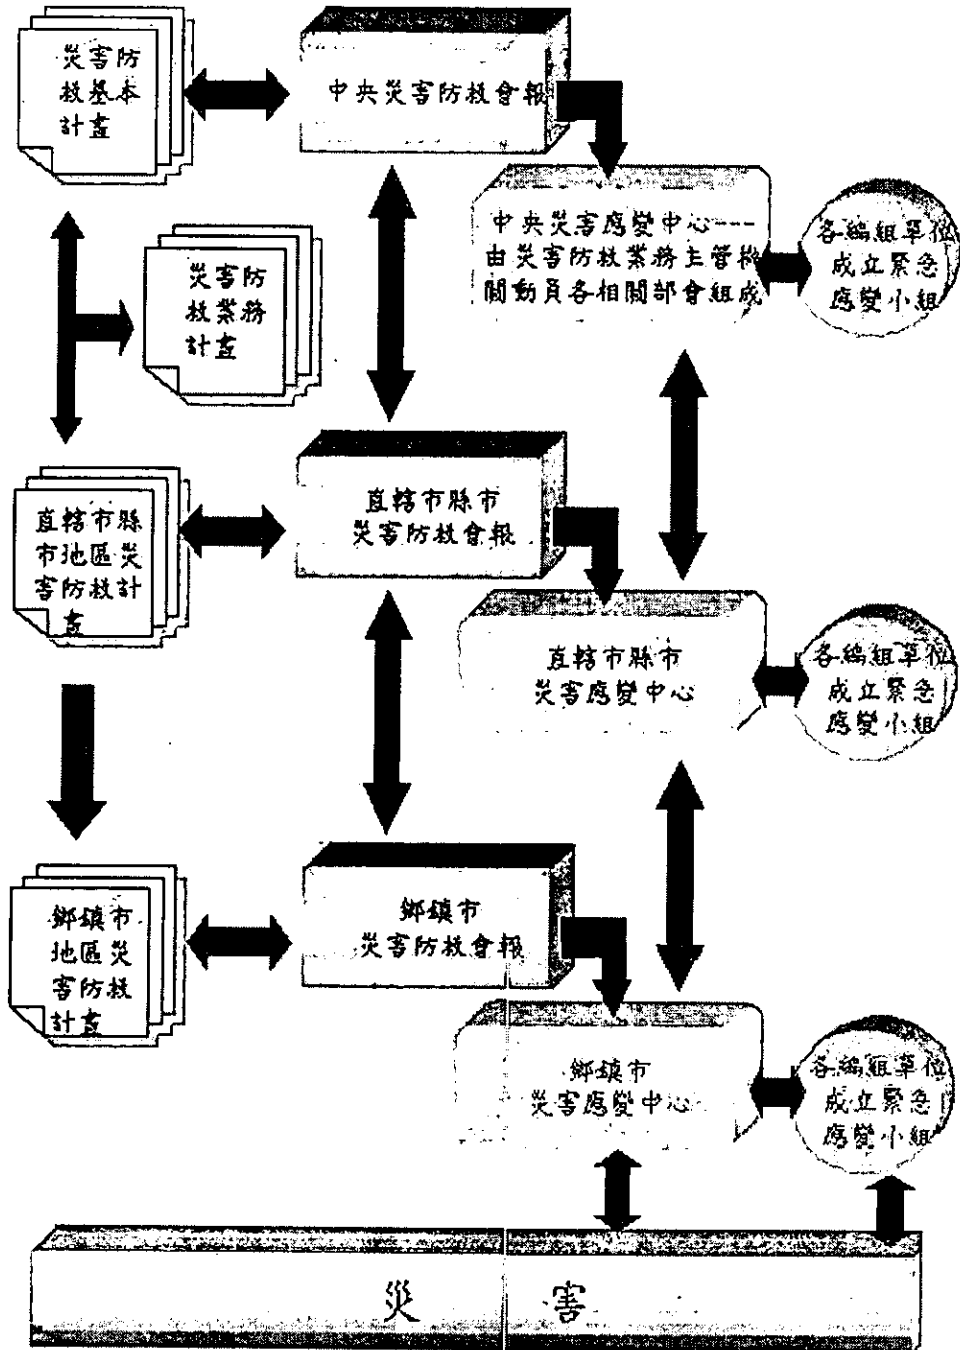 災害防
救基本
計畫
中央災害防救會報
中央災害應變中心---
由災害防救業務主管機
關動員各相關部會組成
各編組單位
成立緊急
應變小組
災害防
救業務
計畫
直轄市縣
市地區災
害防救計
畫
直轄市縣市
災害防救會報
直轄市縣市
災害應變中心
各編組單位
成立緊急
應變小組
鄉鎮市
地區災
害防救
計畫
鄉鎮市
災害防救會報
鄉鎮市
災害應變中心
各編組單位
成立緊急
應變小組
災害